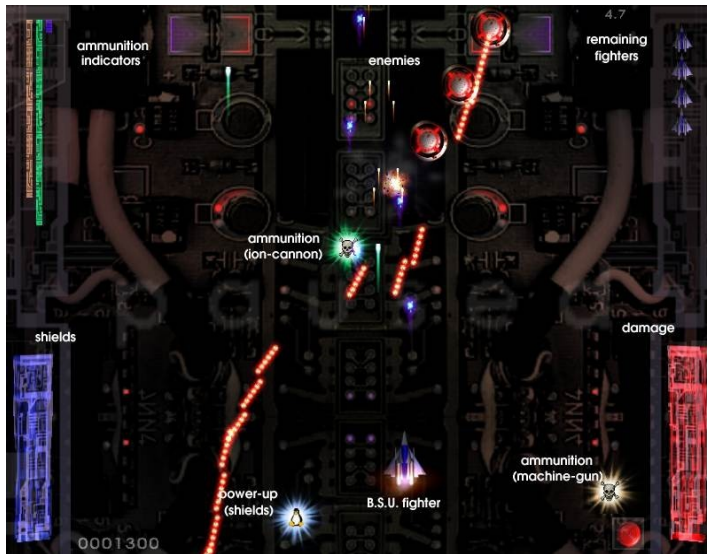 4.7
ammunition
indicators
enemies
remaining
fighters
ammunition
(ion-cannon)
paused
shields
damage
ammunition
(machine-gun)
power-up
(shields)
B.S.U. fighter
0001300